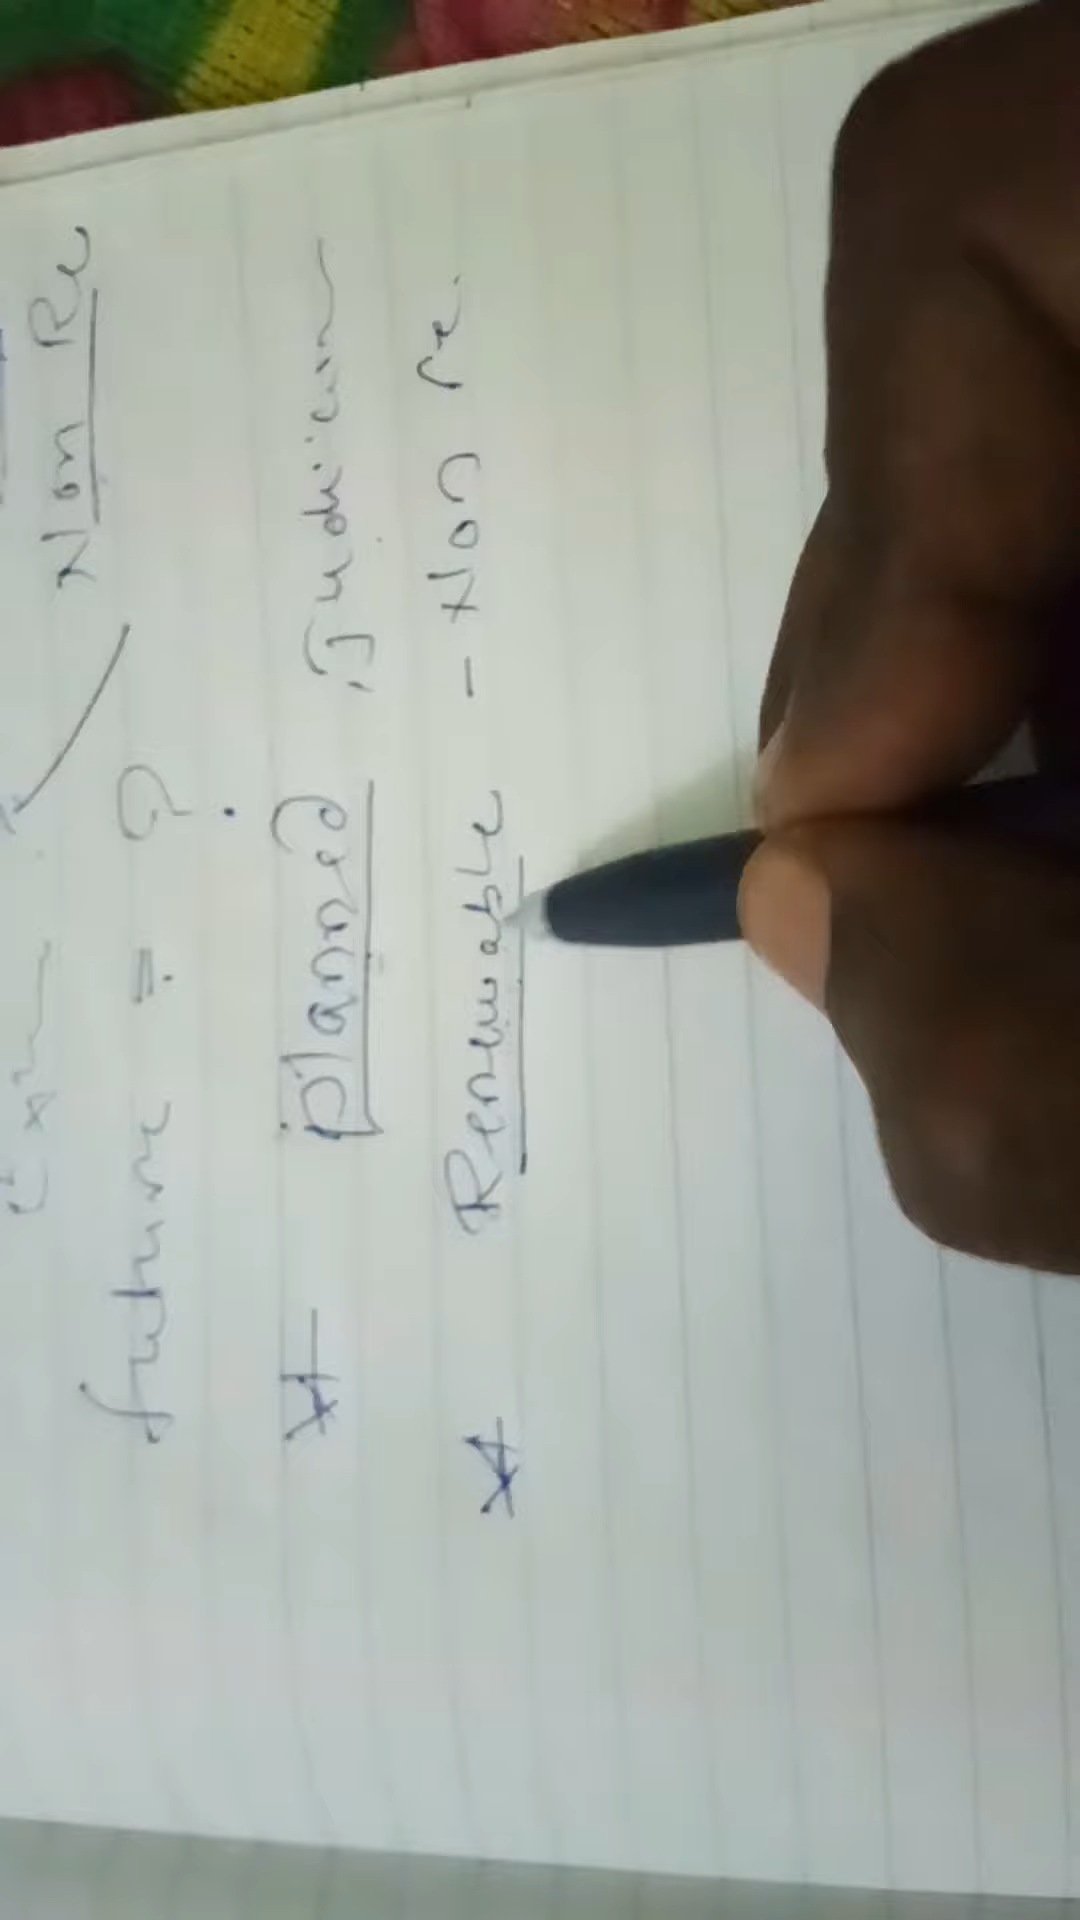 Non Re
future = ?
* Planned Judicious
* Renewable - Non re.